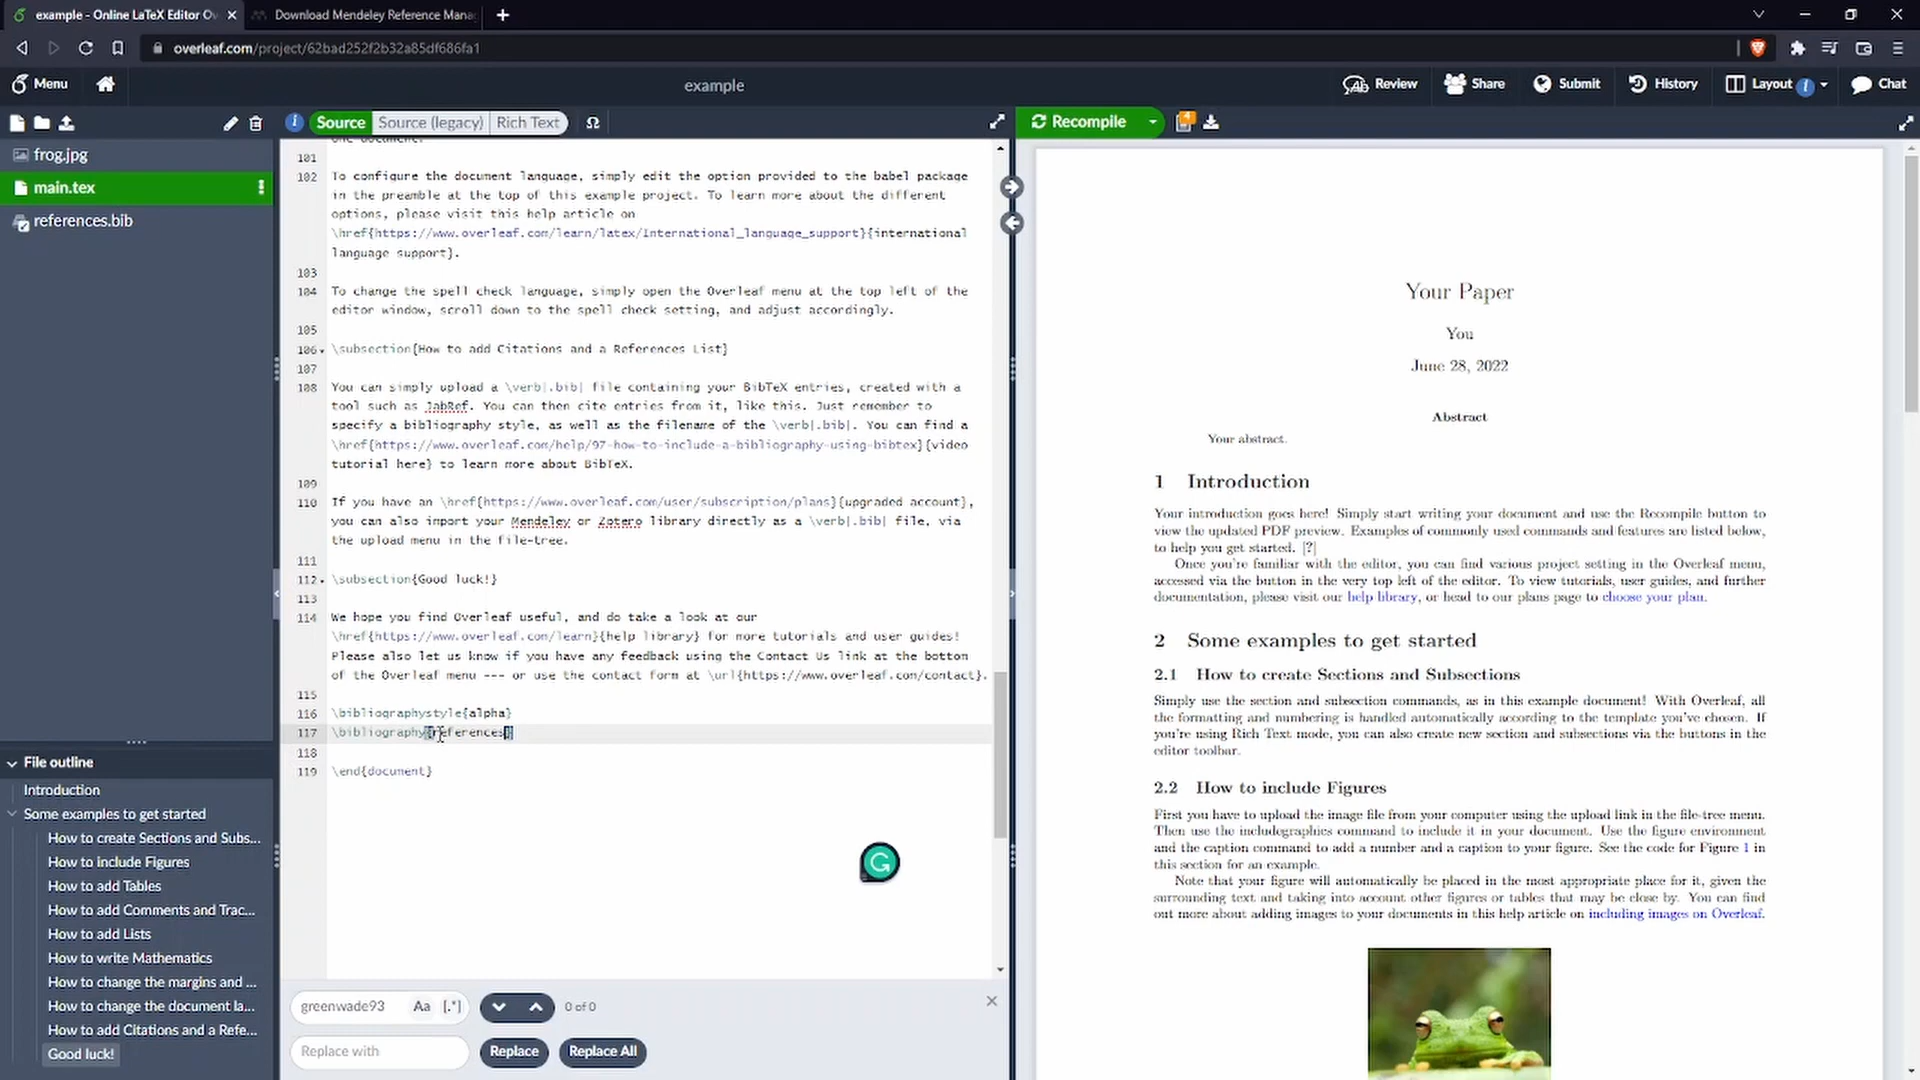 example - Online LaTeX Editor Ov
Download Mendeley Reference Mana
overleaf.com/project/62bad252f2b32a85df686fa1
Menu
example
Review
Share
Submit
History
Layout
Chat
Source
Source (legacy)
Rich Text
Ω
Recompile
frog.jpg
main.tex
references.bib
File outline
Introduction
Some examples to get started
How to create Sections and Subs...
How to include Figures
How to add Tables
How to add Comments and Trac...
How to add Lists
How to write Mathematics
How to change the margins and ...
How to change the document la...
How to add Citations and a Refe...
Good luck!
one document.
101
102 To configure the document language, simply edit the option provided to the babel package
in the preamble at the top of this example project. To learn more about the different
options, please visit this help article on
\href{https://www.overleaf.com/learn/latex/International_language_support}{international
language support}.
103
104 To change the spell check language, simply open the Overleaf menu at the top left of the
editor window, scroll down to the spell check setting, and adjust accordingly.
105
106 \subsection{How to add Citations and a References List}
107
108 You can simply upload a \verb|.bib| file containing your BibTeX entries, created with a
tool such as JabRef. You can then cite entries from it, like this. Just remember to
specify a bibliography style, as well as the filename of the \verb|.bib|. You can find a
\href{https://www.overleaf.com/help/97-how-to-include-a-bibliography-using-bibtex}{video
tutorial here} to learn more about BibTeX.
109
110 If you have an \href{https://www.overleaf.com/user/subscription/plans}{upgraded account},
you can also import your Mendeley or Zotero library directly as a \verb|.bib| file, via
the upload menu in the file-tree.
111
112 \subsection{Good luck!}
113
114 We hope you find Overleaf useful, and do take a look at our
\href{https://www.overleaf.com/learn}{help library} for more tutorials and user guides!
Please also let us know if you have any feedback using the Contact Us link at the bottom
of the Overleaf menu --- or use the contact form at \url{https://www.overleaf.com/contact}.
115
116 \bibliographystyle{alpha}
117 \bibliography{references}
118
119 \end{document}
greenwade93
Aa
[.*]
0 of 0
Replace with
Replace
Replace All
Your Paper
You
June 28, 2022
Abstract
Your abstract.
1 Introduction
Your introduction goes here! Simply start writing your document and use the Recompile button to
view the updated PDF preview. Examples of commonly used commands and features are listed below,
to help you get started. [?]
Once you're familiar with the editor, you can find various project setting in the Overleaf menu,
accessed via the button in the very top left of the editor. To view tutorials, user guides, and further
documentation, please visit our help library, or head to our plans page to choose your plan.
2 Some examples to get started
2.1 How to create Sections and Subsections
Simply use the section and subsection commands, as in this example document! With Overleaf, all
the formatting and numbering is handled automatically according to the template you've chosen. If
you're using Rich Text mode, you can also create new section and subsections via the buttons in the
editor toolbar.
2.2 How to include Figures
First you have to upload the image file from your computer using the upload link in the file-tree menu.
Then use the includegraphics command to include it in your document. Use the figure environment
and the caption command to add a number and a caption to your figure. See the code for Figure 1 in
this section for an example.
Note that your figure will automatically be placed in the most appropriate place for it, given the
surrounding text and taking into account other figures or tables that may be close by. You can find
out more about adding images to your documents in this help article on including images on Overleaf.